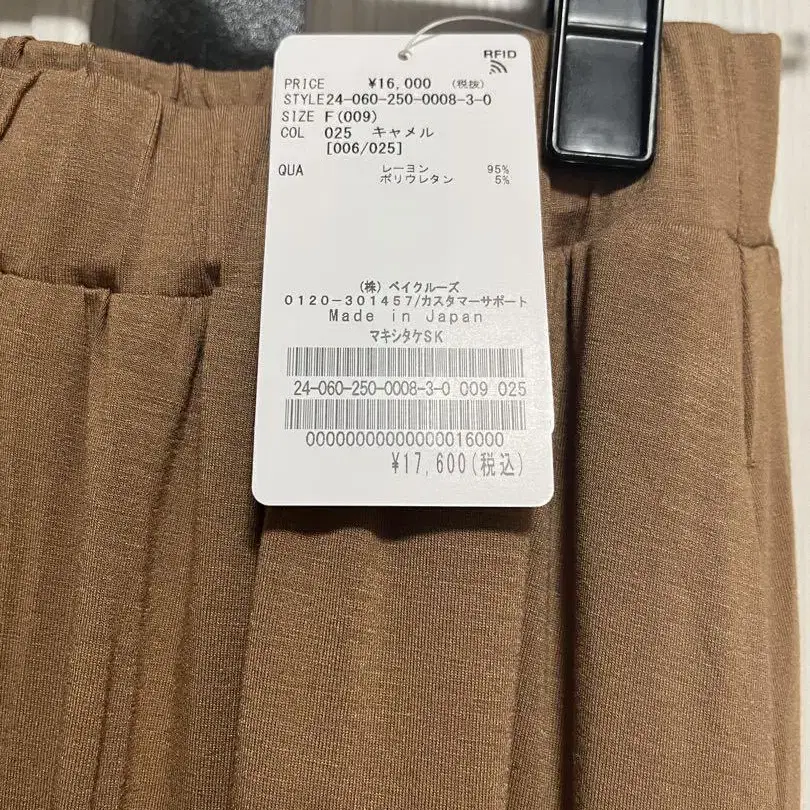 RFID
PRICE ¥16,000 (税抜)
STYLE24-060-250-0008-3-0
SIZE F(009)
COL 025 キャメル
[006/025]
QUA レーヨン 95%
ポリウレタン 5%
(株) ベイクルーズ
0120-301457/カスタマーサポート
Made in Japan
マキシタケSK
24-060-250-0008-3-0 009 025
00000000000000016000
¥17,600(税込)